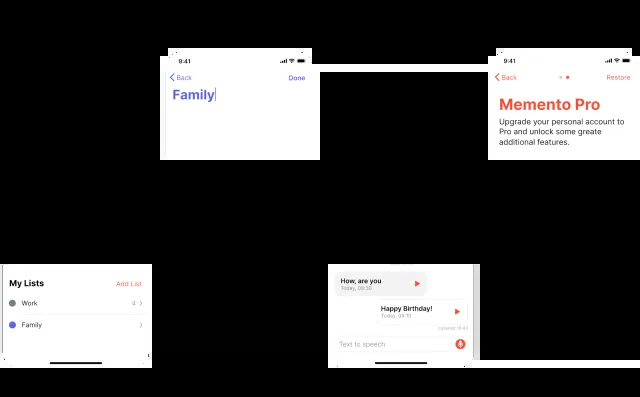 9:41
Back
Done
Family
9:41
Back
Restore
Memento Pro
Upgrade your personal account to
Pro and unlock some greate
additional features.
My Lists
Add List
Work
Family
How, are you
Today, 09:39
Happy Birthday!
Today, 09:15
Text to speech